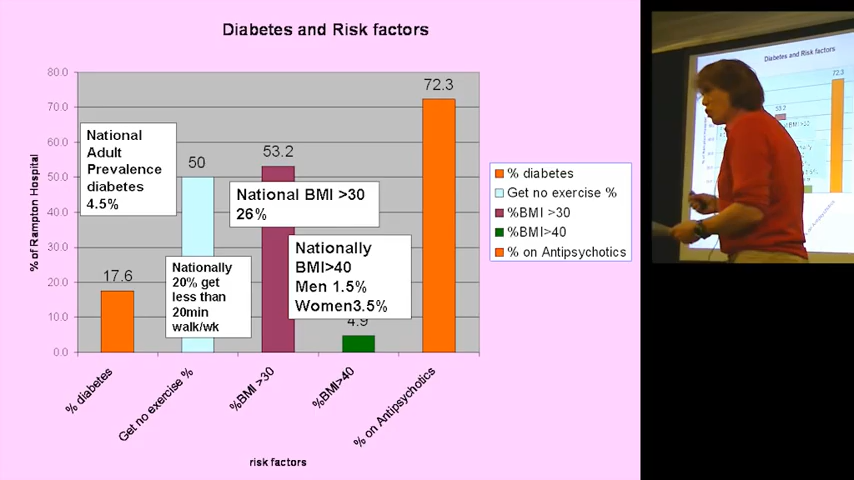 Diabetes and Risk factors
80.0
70.0
60.0
50.0
40.0
30.0
20.0
10.0
0.0
% of Rampton Hospital
17.6
50
53.2
4.9
72.3
National
Adult
Prevalence
diabetes
4.5%
Nationally
20% get
less than
20min
walk/wk
National BMI >30
26%
Nationally
BMI>40
Men 1.5%
Women3.5%
% diabetes
Get no exercise %
%BMI >30
%BMI>40
% on Antipsychotics
risk factors
% diabetes
Get no exercise %
%BMI >30
%BMI>40
% on Antipsychotics
Diabetes and Risk factors
72.3
53.2